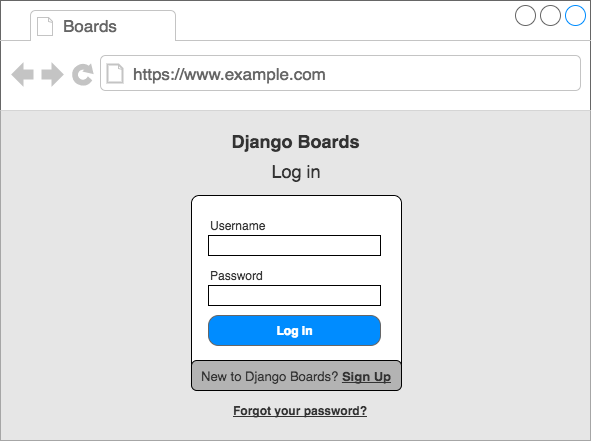 Boards
https://www.example.com
Django Boards
Log in
Username
Password
Log in
New to Django Boards? Sign Up
Forgot your password?